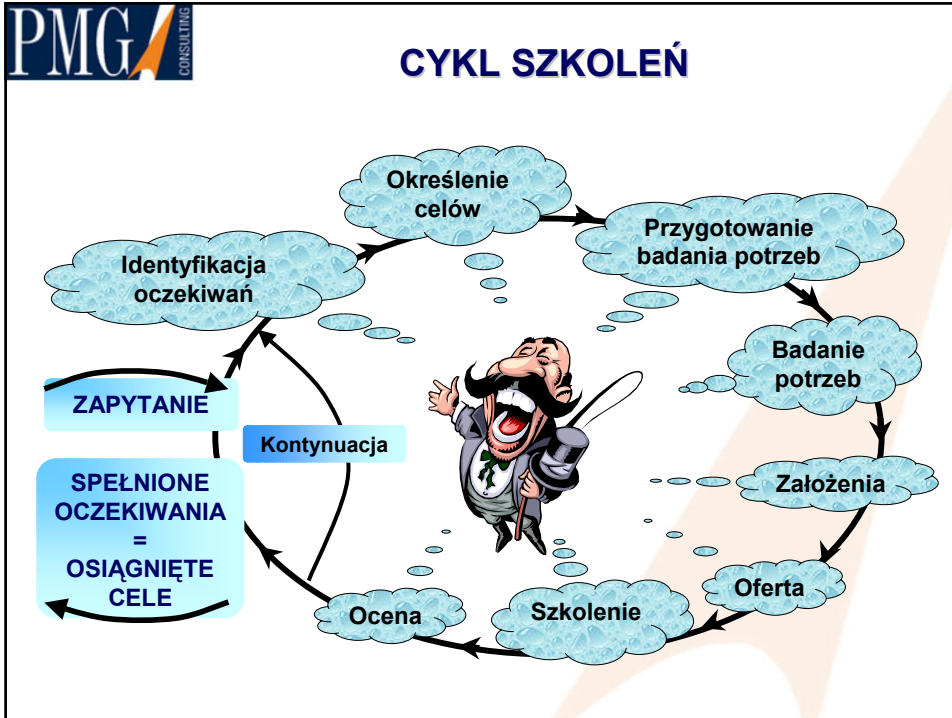 PMG
CONSULTING
CYKL SZKOLEŃ
Określenie
celów
Przygotowanie
badania potrzeb
Identyfikacja
oczekiwań
Badanie
potrzeb
ZAPYTANIE
Kontynuacja
Założenia
SPEŁNIONE
OCZEKIWANIA
=
OSIĄGNIĘTE
CELE
Oferta
Szkolenie
Ocena